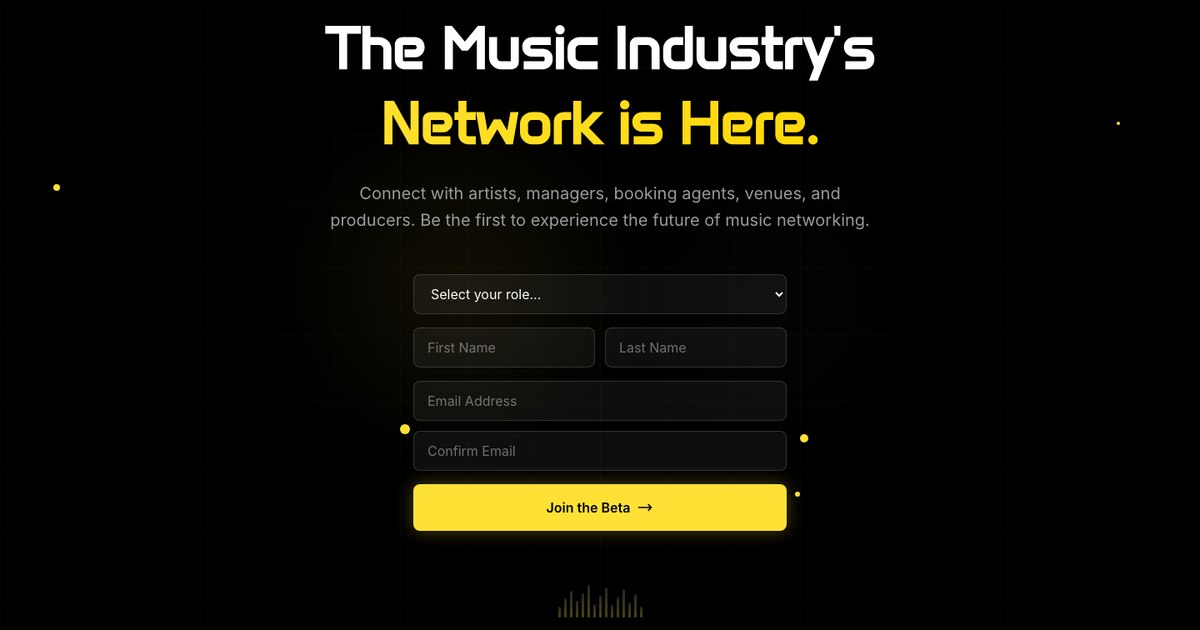 The Music Industry's
Network is Here.
Connect with artists, managers, booking agents, venues, and
producers. Be the first to experience the future of music networking.
Select your role...
First Name Last Name
Email Address
Confirm Email
Join the Beta →